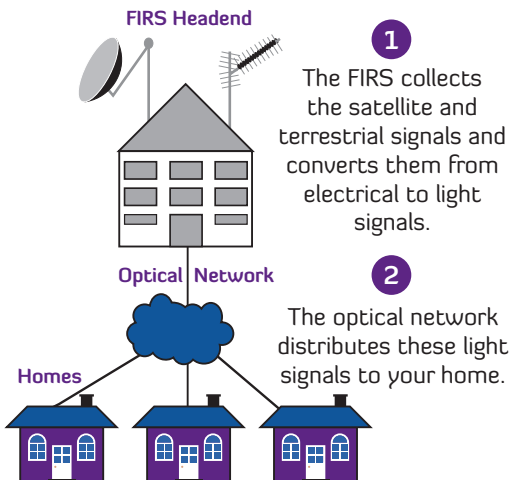 FIRS Headend
1
The FIRS collects
the satellite and
terrestrial signals and
converts them from
electrical to light
signals.
Optical Network
2
The optical network
distributes these light
signals to your home.
Homes